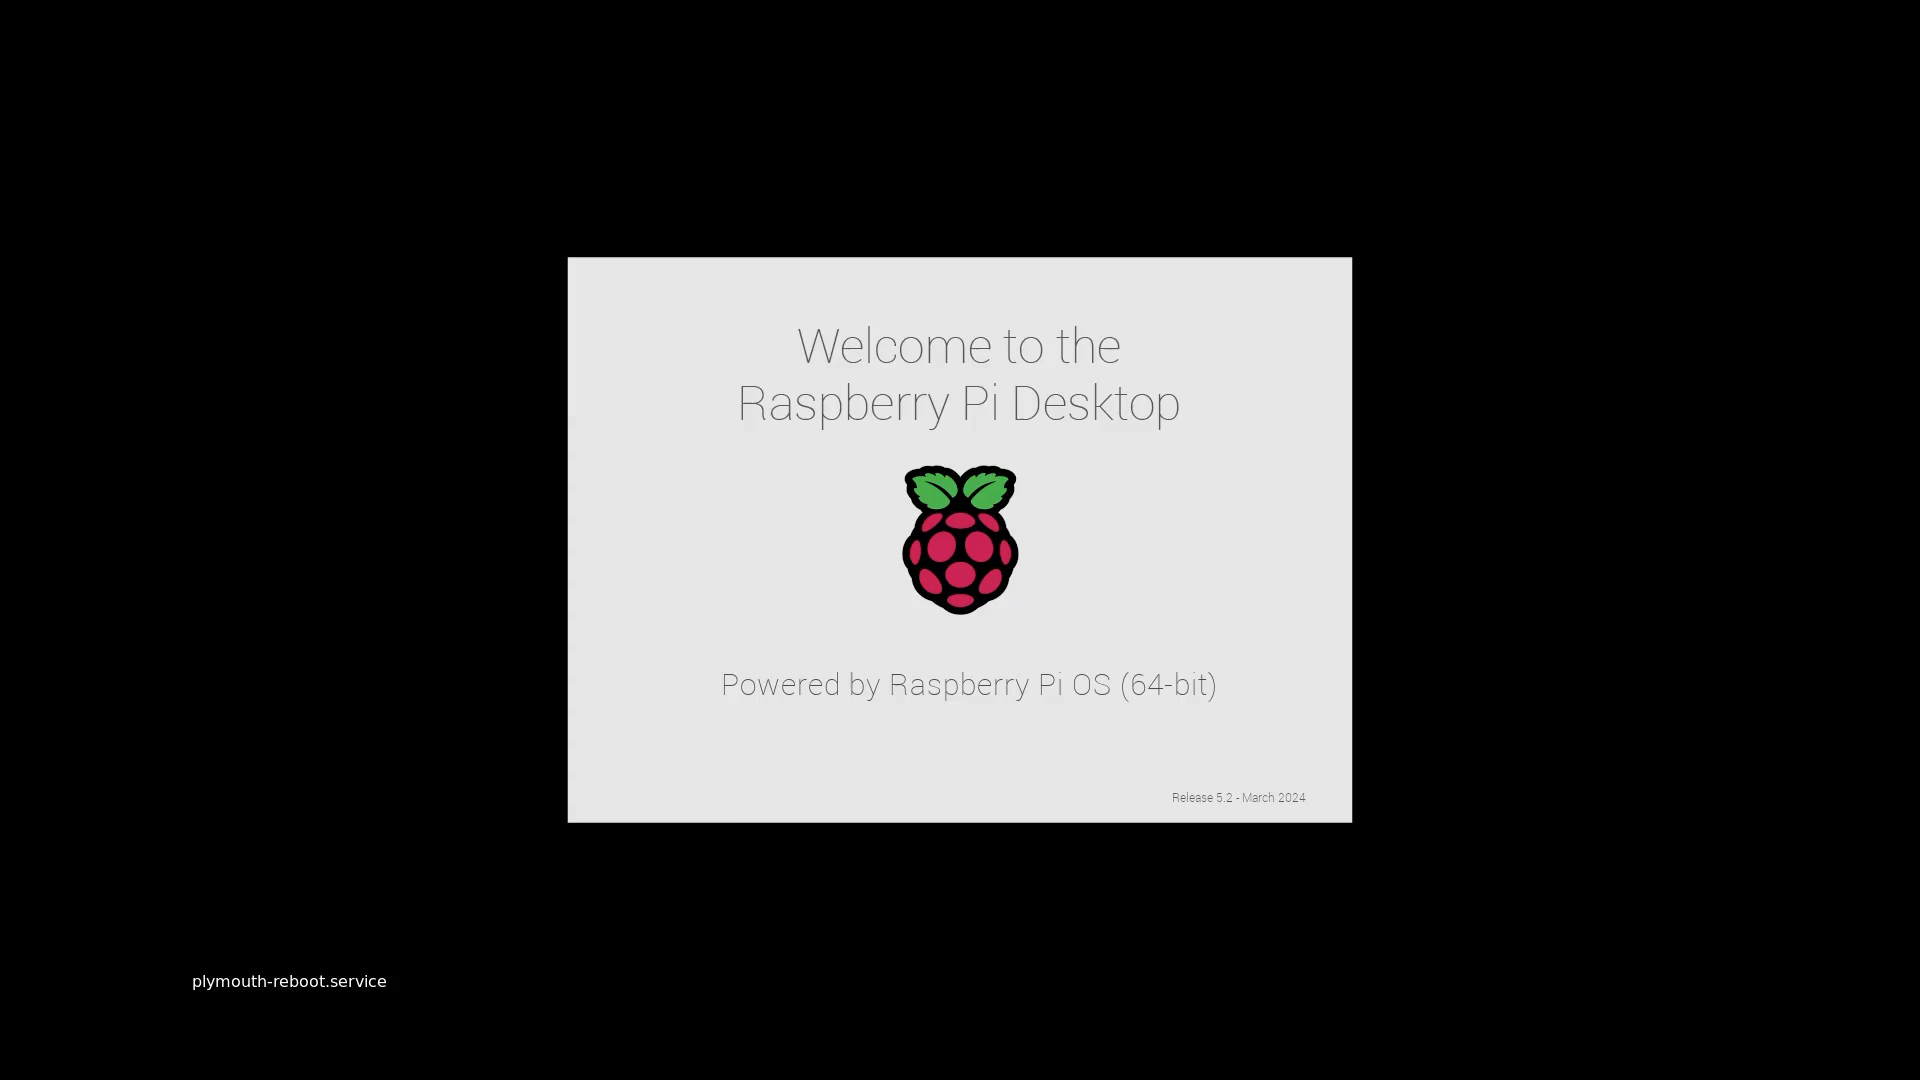 Welcome to the
Raspberry Pi Desktop
Powered by Raspberry Pi OS (64-bit)
Release 5.2 - March 2024
plymouth-reboot.service